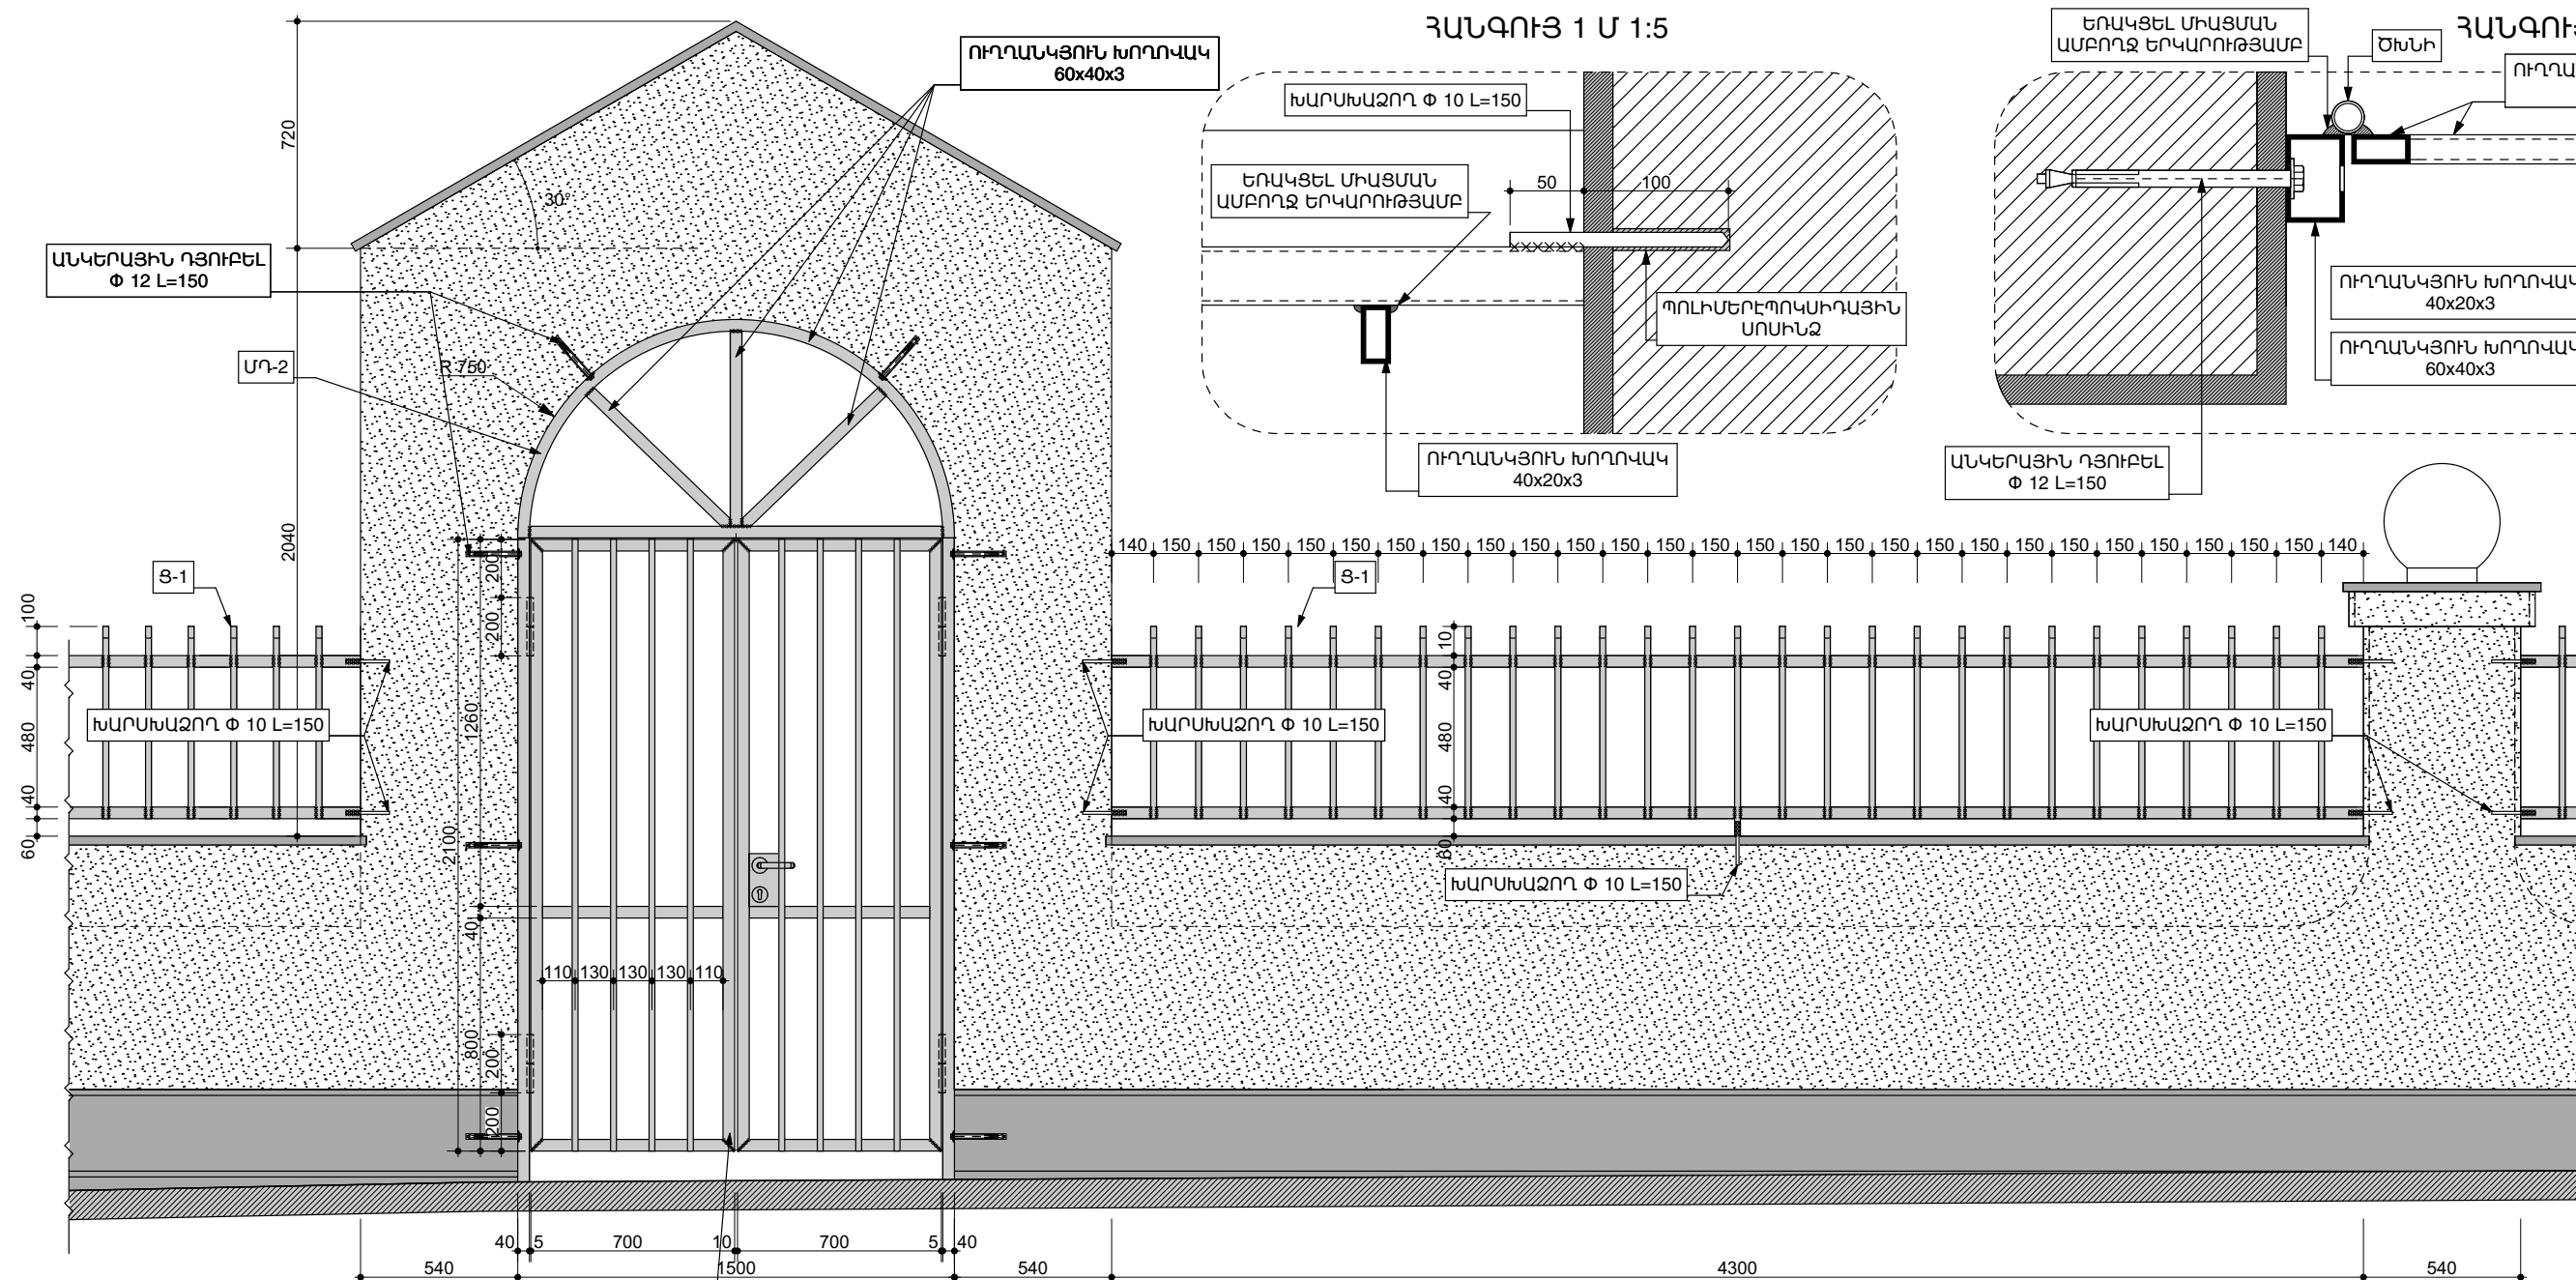 ՀԱՆԳՈՒՅՑ 1 Մ 1:5
ՈՒՂՂԱՆԿՅՈՒՆ ԽՈՂՈՎԱԿ
60x40x3
ԽԱՐՍԽԱՁՈՂ Φ 10 L=150
ԵՌԱԿՑԵԼ ՄԻԱՑՄԱՆ
ԱՄԲՈՂՋ ԵՐԿԱՐՈՒԹՅԱՄԲ
50
100
ՊՈԼԻՄԵՐԷՊՈԿՍԻԴԱՅԻՆ
ՍՈՍԻՆՁ
ՈՒՂՂԱՆԿՅՈՒՆ ԽՈՂՈՎԱԿ
40x20x3
ԵՌԱԿՑԵԼ ՄԻԱՑՄԱՆ
ԱՄԲՈՂՋ ԵՐԿԱՐՈՒԹՅԱՄԲ
ԾԽՆԻ
ՈՒՂՂԱՆԿՅՈՒՆ ԽՈՂՈՎԱԿ
40x20x3
ՈՒՂՂԱՆԿՅՈՒՆ ԽՈՂՈՎԱԿ
60x40x3
ԱՆԿԵՐԱՅԻՆ ԴՅՈՒԲԵԼ
Φ 12 L=150
720
30°
ԱՆԿԵՐԱՅԻՆ ԴՅՈՒԲԵԼ
Φ 12 L=150
ՄԴ-2
R 750
2040
Ց-1
100
40
480
40
60
ԽԱՐՍԽԱՁՈՂ Φ 10 L=150
200
200
1260
2100
40
800
200
200
110 130 130 130 110
140 150 150 150 150 150 150 150 150 150 150 150 150 150 150 150 150 150 150 150 150 150 150 150 150 150 150 140
Ց-1
10
40
480
40
60
ԽԱՐՍԽԱՁՈՂ Φ 10 L=150
ԽԱՐՍԽԱՁՈՂ Φ 10 L=150
ԽԱՐՍԽԱՁՈՂ Φ 10 L=150
40 5 700 10 700 5 40
540 1500 540 4300 540